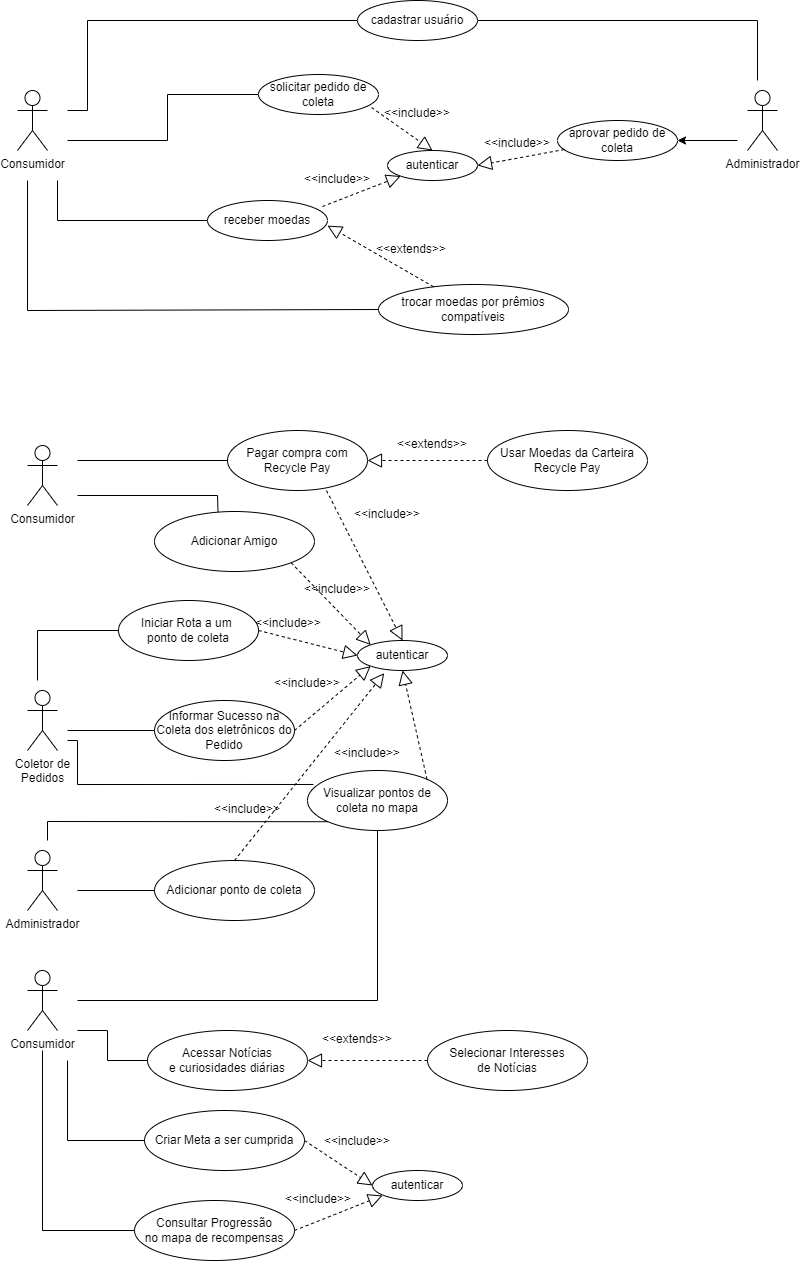 cadastrar usuário
solicitar pedido de
coleta
<<include>>
Consumidor
aprovar pedido de
coleta
<<include>>
Administrador
autenticar
<<include>>
receber moedas
<<extends>>
trocar moedas por prêmios
compatíveis
Pagar compra com
Recycle Pay
<<extends>>
Usar Moedas da Carteira
Recycle Pay
Consumidor
<<include>>
Adicionar Amigo
<<include>>
Iniciar Rota a um
ponto de coleta
<<include>>
autenticar
<<include>>
Informar Sucesso na
Coleta dos eletrônicos do
Pedido
Coletor de
Pedidos
<<include>>
Visualizar pontos de
coleta no mapa
<<include>>
Adicionar ponto de coleta
Administrador
Consumidor
<<extends>>
Acessar Notícias
e curiosidades diárias
Selecionar Interesses
de Notícias
Criar Meta a ser cumprida
<<include>>
autenticar
<<include>>
Consultar Progressão
no mapa de recompensas